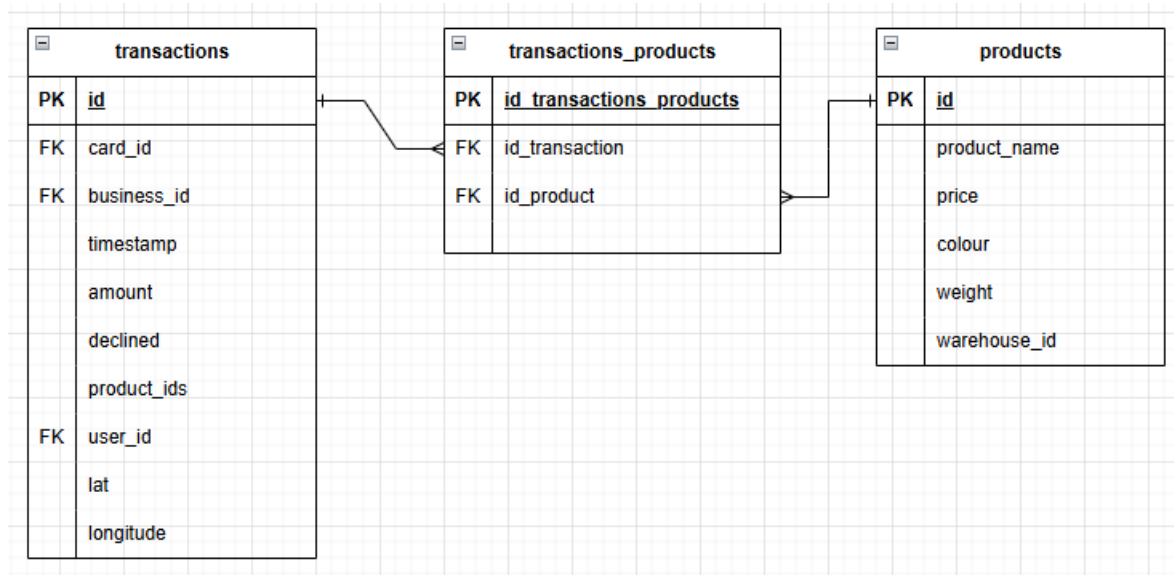 transactions
PK id
FK card_id
FK business_id
timestamp
amount
declined
product_ids
FK user_id
lat
longitude
transactions_products
PK id_transactions_products
FK id_transaction
FK id_product
products
PK id
product_name
price
colour
weight
warehouse_id